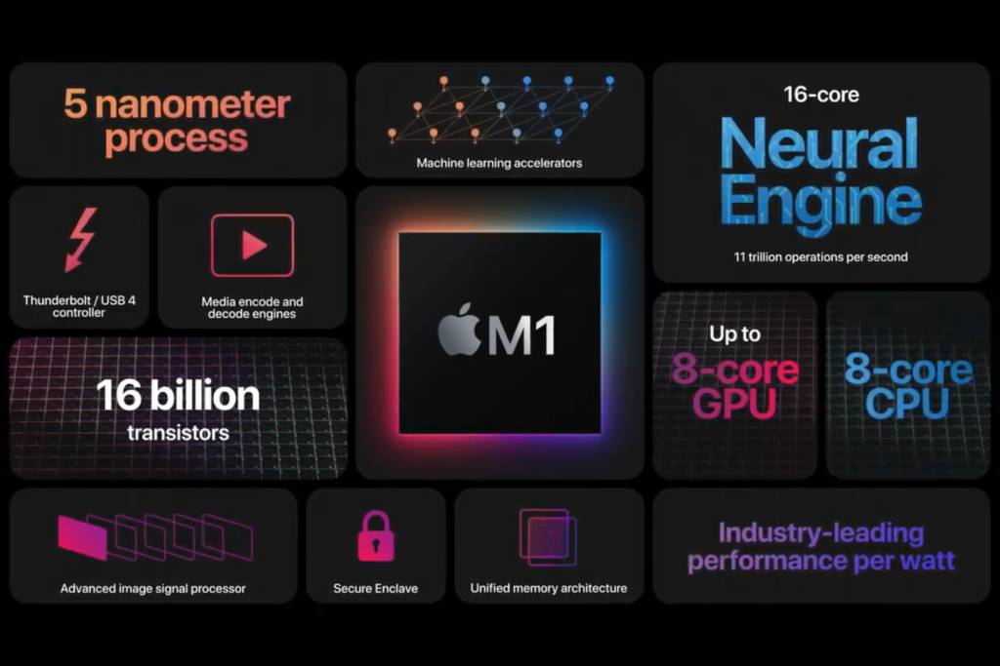 5 nanometer
process
Machine learning accelerators
16-core
Neural
Engine
11 trillion operations per second
Thunderbolt / USB 4
controller
Media encode and
decode engines
M1
16 billion
transistors
Up to
8-core
GPU
8-core
CPU
Advanced image signal processor
Secure Enclave
Unified memory architecture
Industry-leading
performance per watt